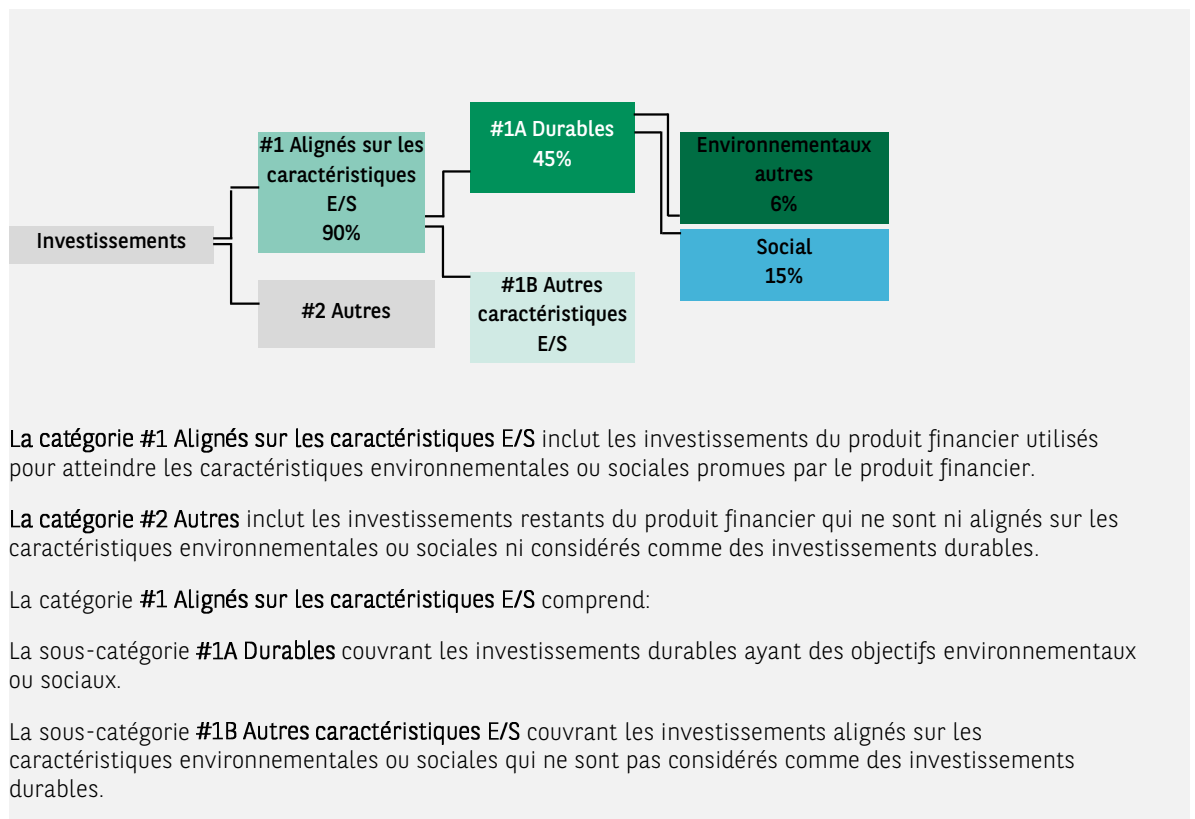 #1A Durables
45%
#1 Alignés sur les
caractéristiques
E/S
90%
Environnementaux
autres
6%
Investissements
Social
15%
#2 Autres
#1B Autres
caractéristiques
E/S
La catégorie #1 Alignés sur les caractéristiques E/S inclut les investissements du produit financier utilisés
pour atteindre les caractéristiques environnementales ou sociales promues par le produit financier.
La catégorie #2 Autres inclut les investissements restants du produit financier qui ne sont ni alignés sur les
caractéristiques environnementales ou sociales ni considérés comme des investissements durables.
La catégorie #1 Alignés sur les caractéristiques E/S comprend:
La sous-catégorie #1A Durables couvrant les investissements durables ayant des objectifs environnementaux
ou sociaux.
La sous-catégorie #1B Autres caractéristiques E/S couvrant les investissements alignés sur les
caractéristiques environnementales ou sociales qui ne sont pas considérés comme des investissements
durables.